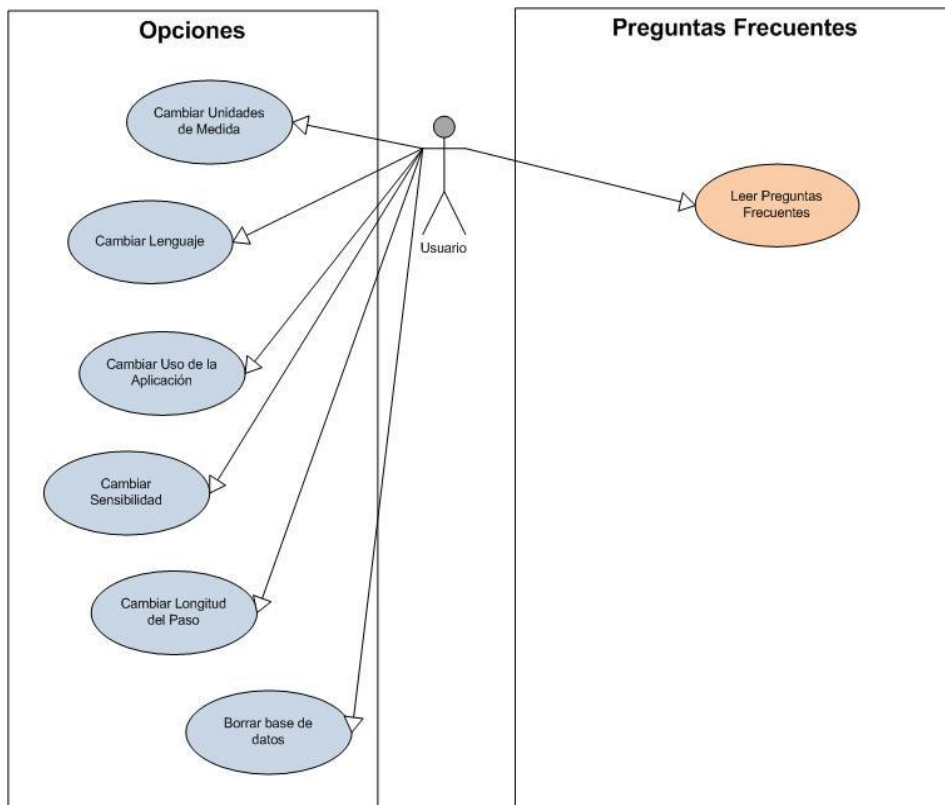 Opciones
Preguntas Frecuentes
Cambiar Unidades
de Medida
Usuario
Leer Preguntas
Frecuentes
Cambiar Lenguaje
Cambiar Uso de la
Aplicación
Cambiar
Sensibilidad
Cambiar Longitud
del Paso
Borrar base de
datos